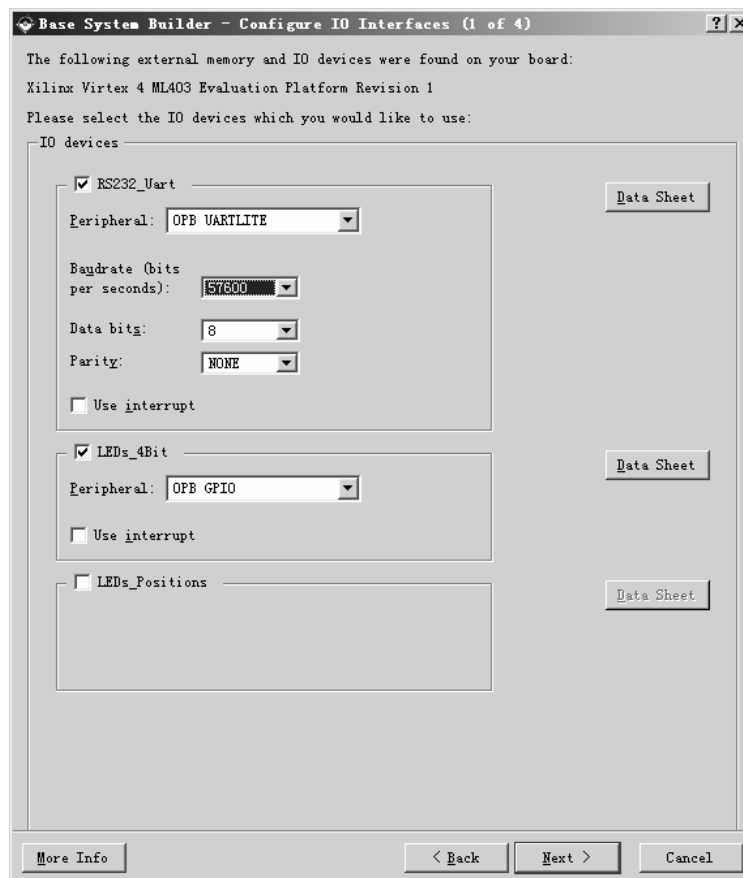 Base System Builder - Configure IO Interfaces (1 of 4)
The following external memory and IO devices were found on your board:
Xilinx Virtex 4 ML403 Evaluation Platform Revision 1
Please select the IO devices which you would like to use:
IO devices
RS232_Uart
Data Sheet
Peripheral: OPB UARTLITE
Baudrate (bits
per seconds): 57600
Data bits: 8
Parity: NONE
Use interrupt
LEDs_4Bit
Data Sheet
Peripheral: OPB GPIO
Use interrupt
LEDs_Positions
Data Sheet
More Info
< Back
Next >
Cancel